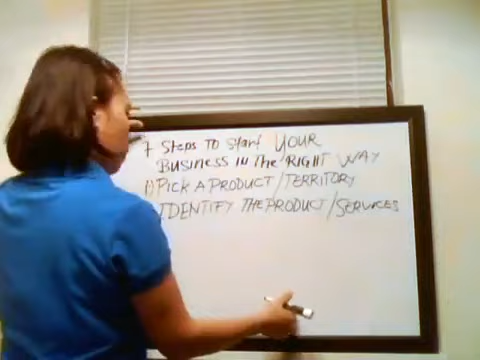 7 Steps To Start YOUR
BUSINESS IN the RIGHT WAY
1) PICK A PRODUCT / TERRITORY
IDENTIFY THE PRODUCT / SERVICES